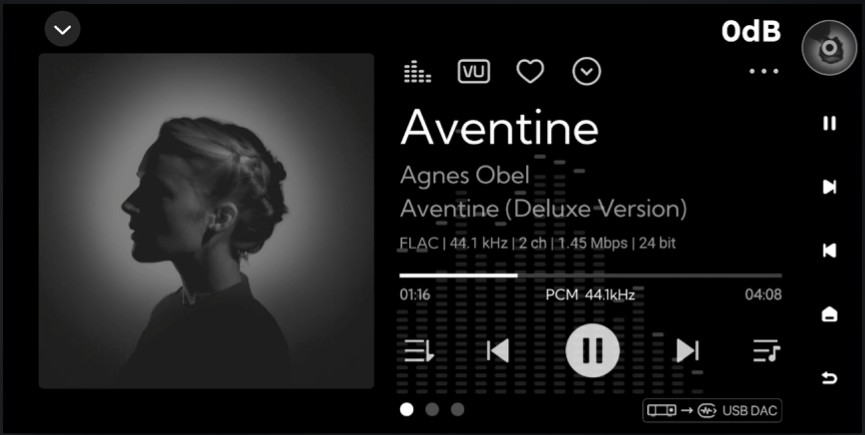 0dB
VU
Aventine
Agnes Obel
Aventine (Deluxe Version)
FLAC | 44.1 kHz | 2 ch | 1.45 Mbps | 24 bit
01:16 PCM 44.1kHz 04:08
USB DAC